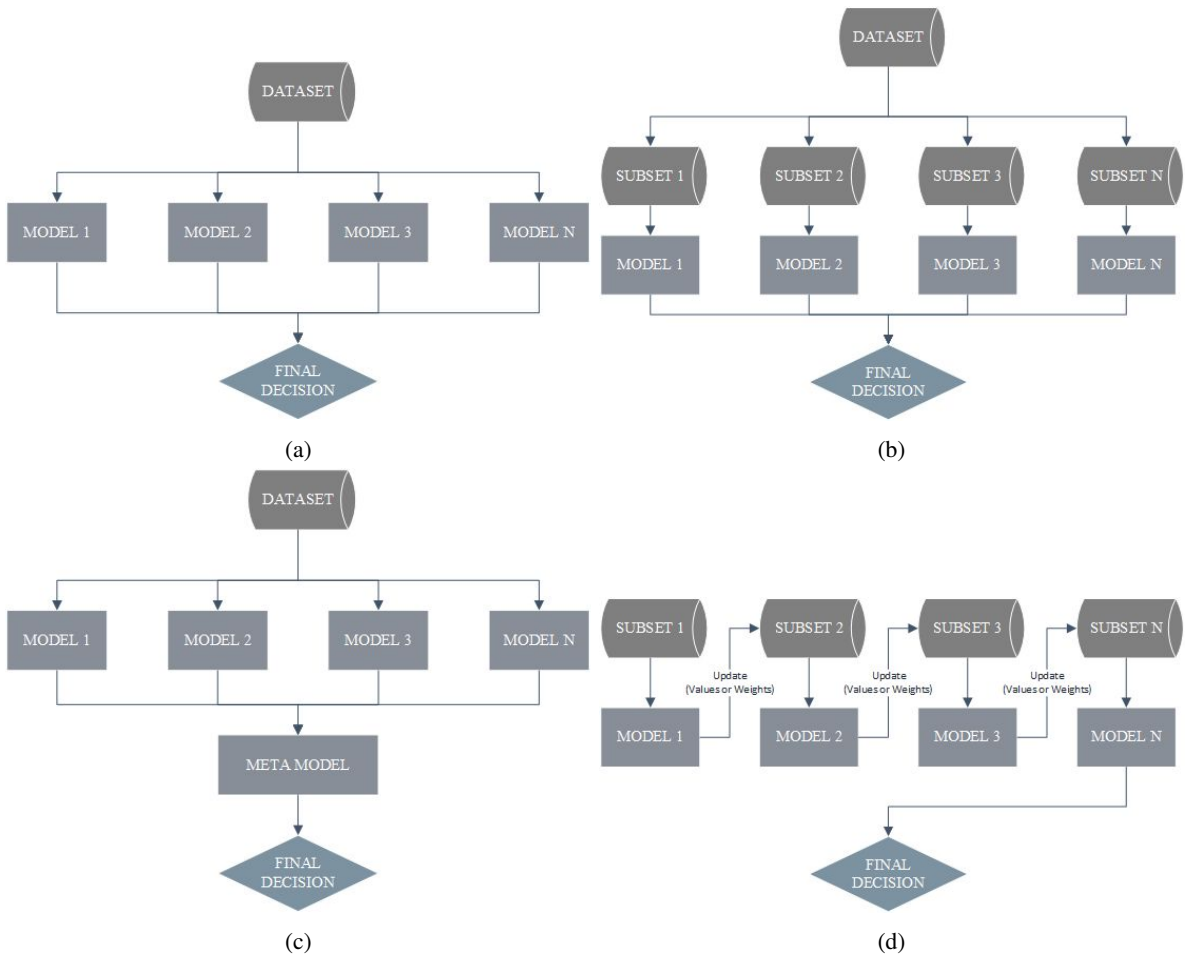 DATASET
MODEL 1
MODEL 2
MODEL 3
MODEL N
FINAL
DECISION
(a)
DATASET
SUBSET 1
SUBSET 2
SUBSET 3
SUBSET N
MODEL 1
MODEL 2
MODEL 3
MODEL N
FINAL
DECISION
(b)
DATASET
MODEL 1
MODEL 2
MODEL 3
MODEL N
META MODEL
FINAL
DECISION
(c)
SUBSET 1
SUBSET 2
SUBSET 3
SUBSET N
Update
(Values or Weights)
Update
(Values or Weights)
Update
(Values or Weights)
MODEL 1
MODEL 2
MODEL 3
MODEL N
FINAL
DECISION
(d)